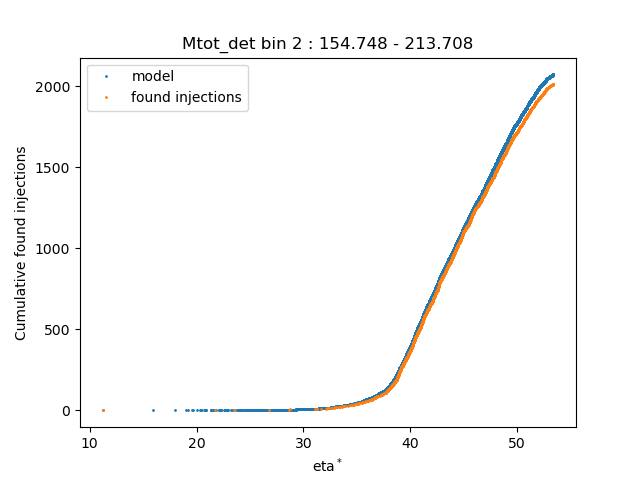 Mtot_det bin 2 : 154.748 - 213.708
model
found injections
Cumulative found injections
2000
1500
1000
500
0
10 20 30 40 50
eta*